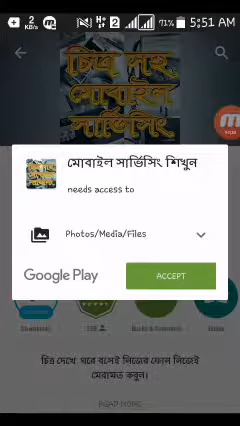 2 KB/s 2 71% 5:51 AM
চিত্র সহ
মোবাইল
সার্ভিসিং
মোবাইল সার্ভিসিং শিখুন
needs access to
Photos/Media/Files
Google Play
ACCEPT
চিত্র দেখে ঘরে বসেই নিজের ফোন নিজেই
মেরামত করুন।
READ MORE